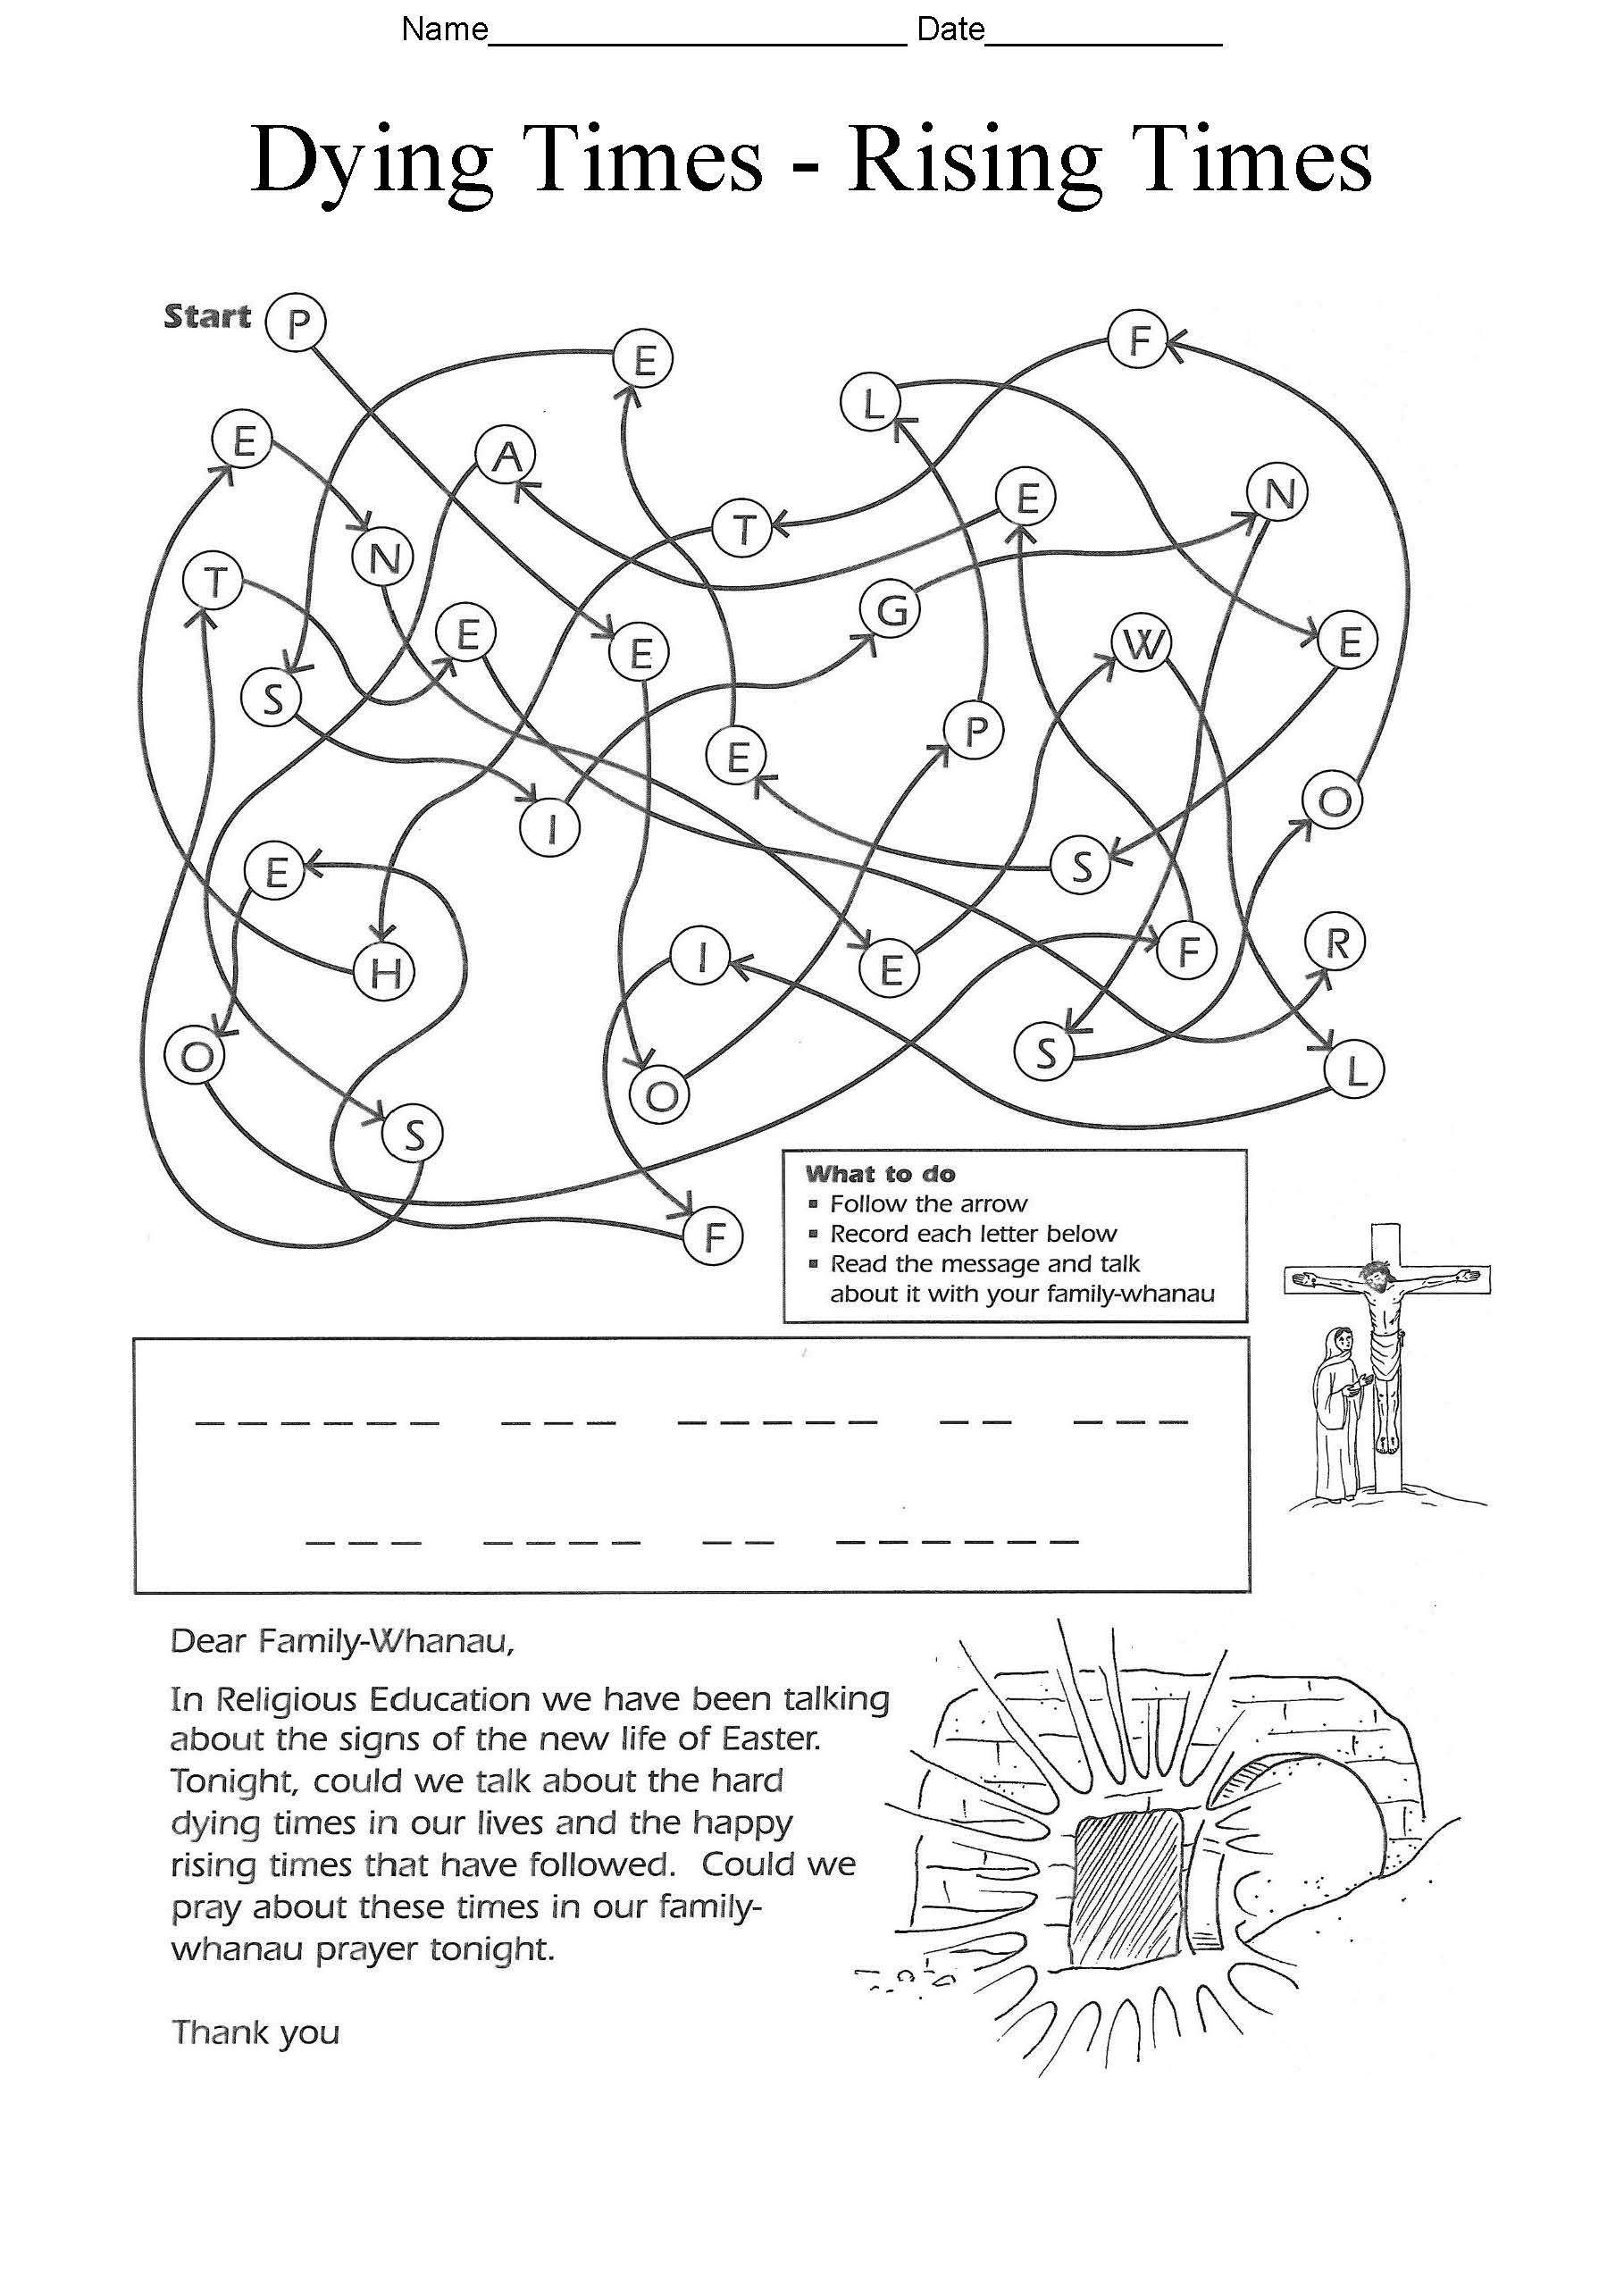 Name__________________________ Date______________
Dying Times - Rising Times
Start P
E
F
L
E
A
E
N
T
N
T
G
E
E
W
E
S
P
E
O
I
S
E
R
F
I
E
H
O
S
L
O
S
F
What to do
▪ Follow the arrow
▪ Record each letter below
▪ Read the message and talk
about it with your family-whanau
_ _ _ _ _ _ _ _ _ _ _ _ _ _ _ _ _ _ _
_ _ _ _ _ _ _ _ _ _ _ _ _ _ _
Dear Family-Whanau,
In Religious Education we have been talking
about the signs of the new life of Easter.
Tonight, could we talk about the hard
dying times in our lives and the happy
rising times that have followed. Could we
pray about these times in our family-
whanau prayer tonight.
Thank you